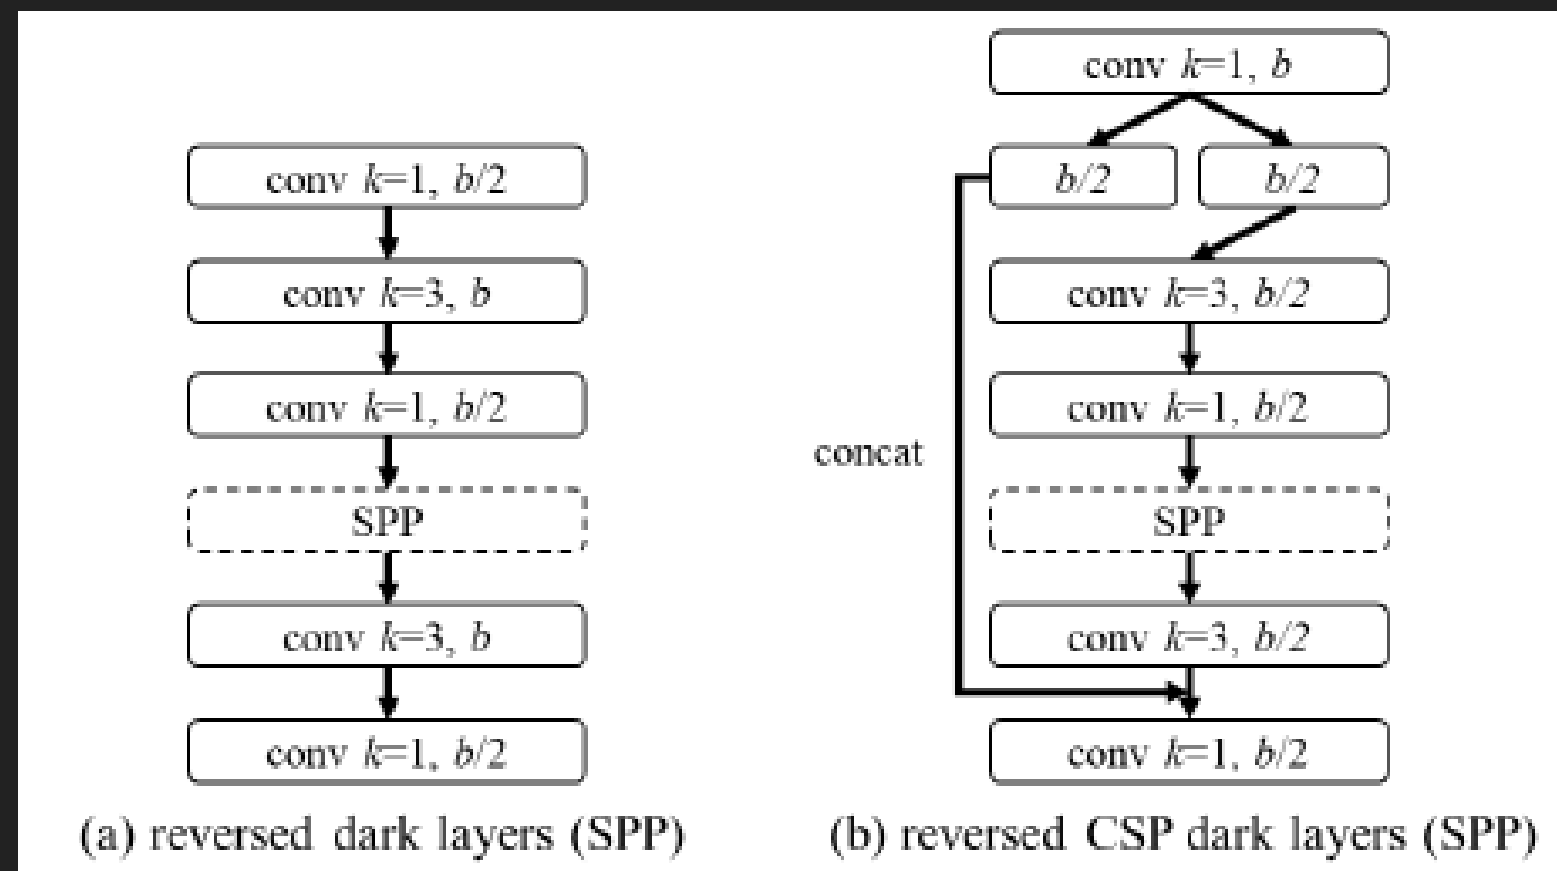 conv k=1, b/2
conv k=3, b
conv k=1, b/2
SPP
conv k=3, b
conv k=1, b/2
(a) reversed dark layers (SPP)
conv k=1, b
b/2
b/2
conv k=3, b/2
conv k=1, b/2
concat
SPP
conv k=3, b/2
conv k=1, b/2
(b) reversed CSP dark layers (SPP)